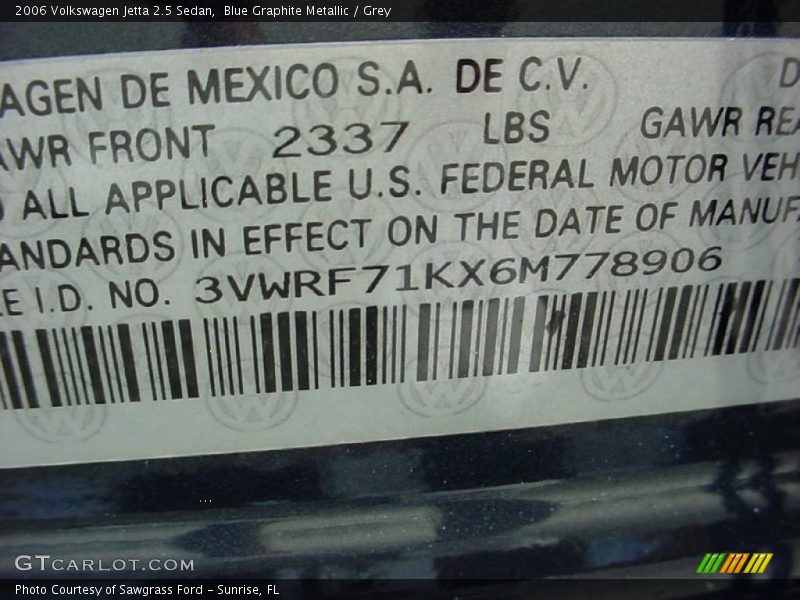 2006 Volkswagen Jetta 2.5 Sedan, Blue Graphite Metallic / Grey
AGEN DE MEXICO S.A. DE C.V. D
AWR FRONT 2337 LBS GAWR REA
ALL APPLICABLE U.S. FEDERAL MOTOR VEH
ANDARDS IN EFFECT ON THE DATE OF MANUF
E I.D. NO. 3VWRF71KX6M778906
GTCARLOT.COM
Photo Courtesy of Sawgrass Ford - Sunrise, FL